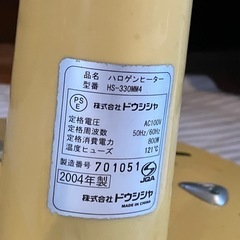 品名 ハロゲンヒーター
型番 HS-330MW4
PSE
株式会社ドウシシャ
定格電圧 AC100V
定格周波数 50Hz/60Hz
定格消費電力 800W
温度ヒューズ 121℃
製造番号 701051
JQA
2004年製
株式会社ドウシシャ
MADE IN CHINA